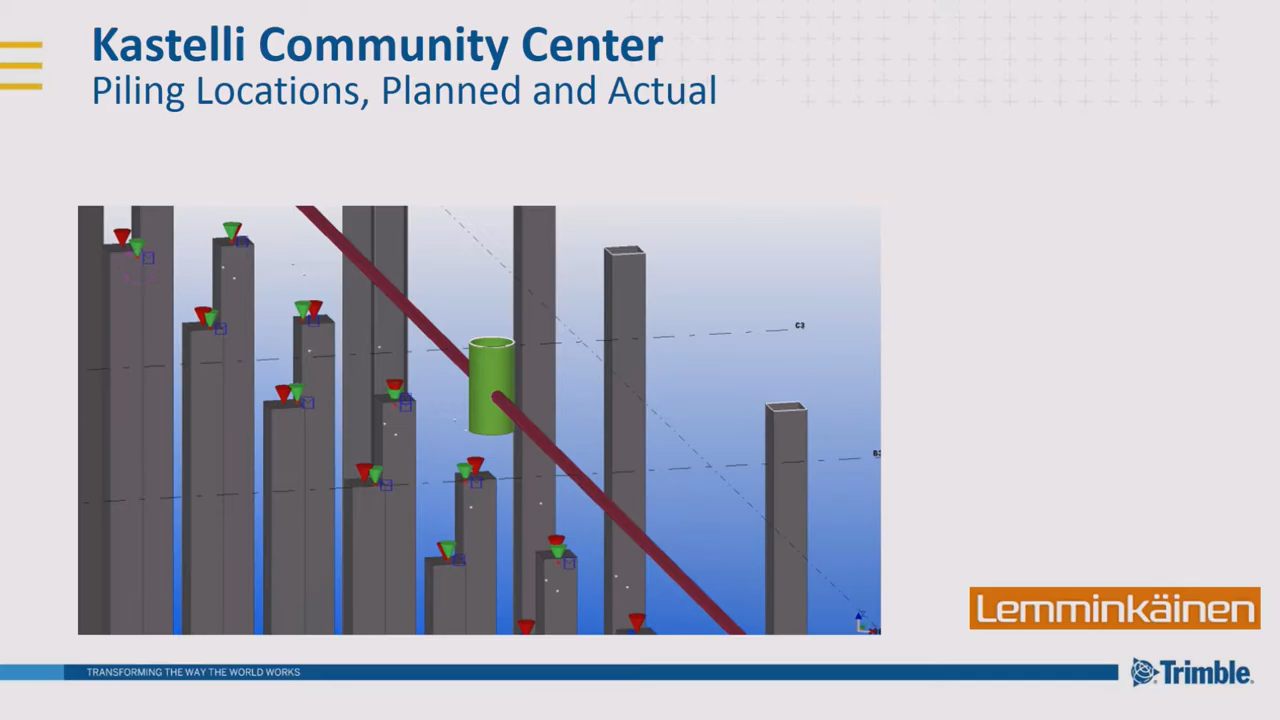 Kastelli Community Center
Piling Locations, Planned and Actual
C3
Lemminkäinen
TRANSFORMING THE WAY THE WORLD WORKS
Trimble